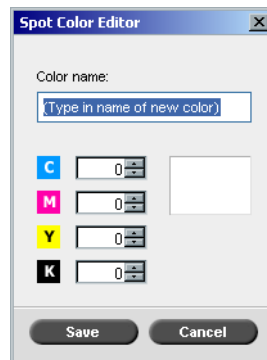 Spot Color Editor
Color name:
(Type in name of new color)
C 0
M 0
Y 0
K 0
Save Cancel